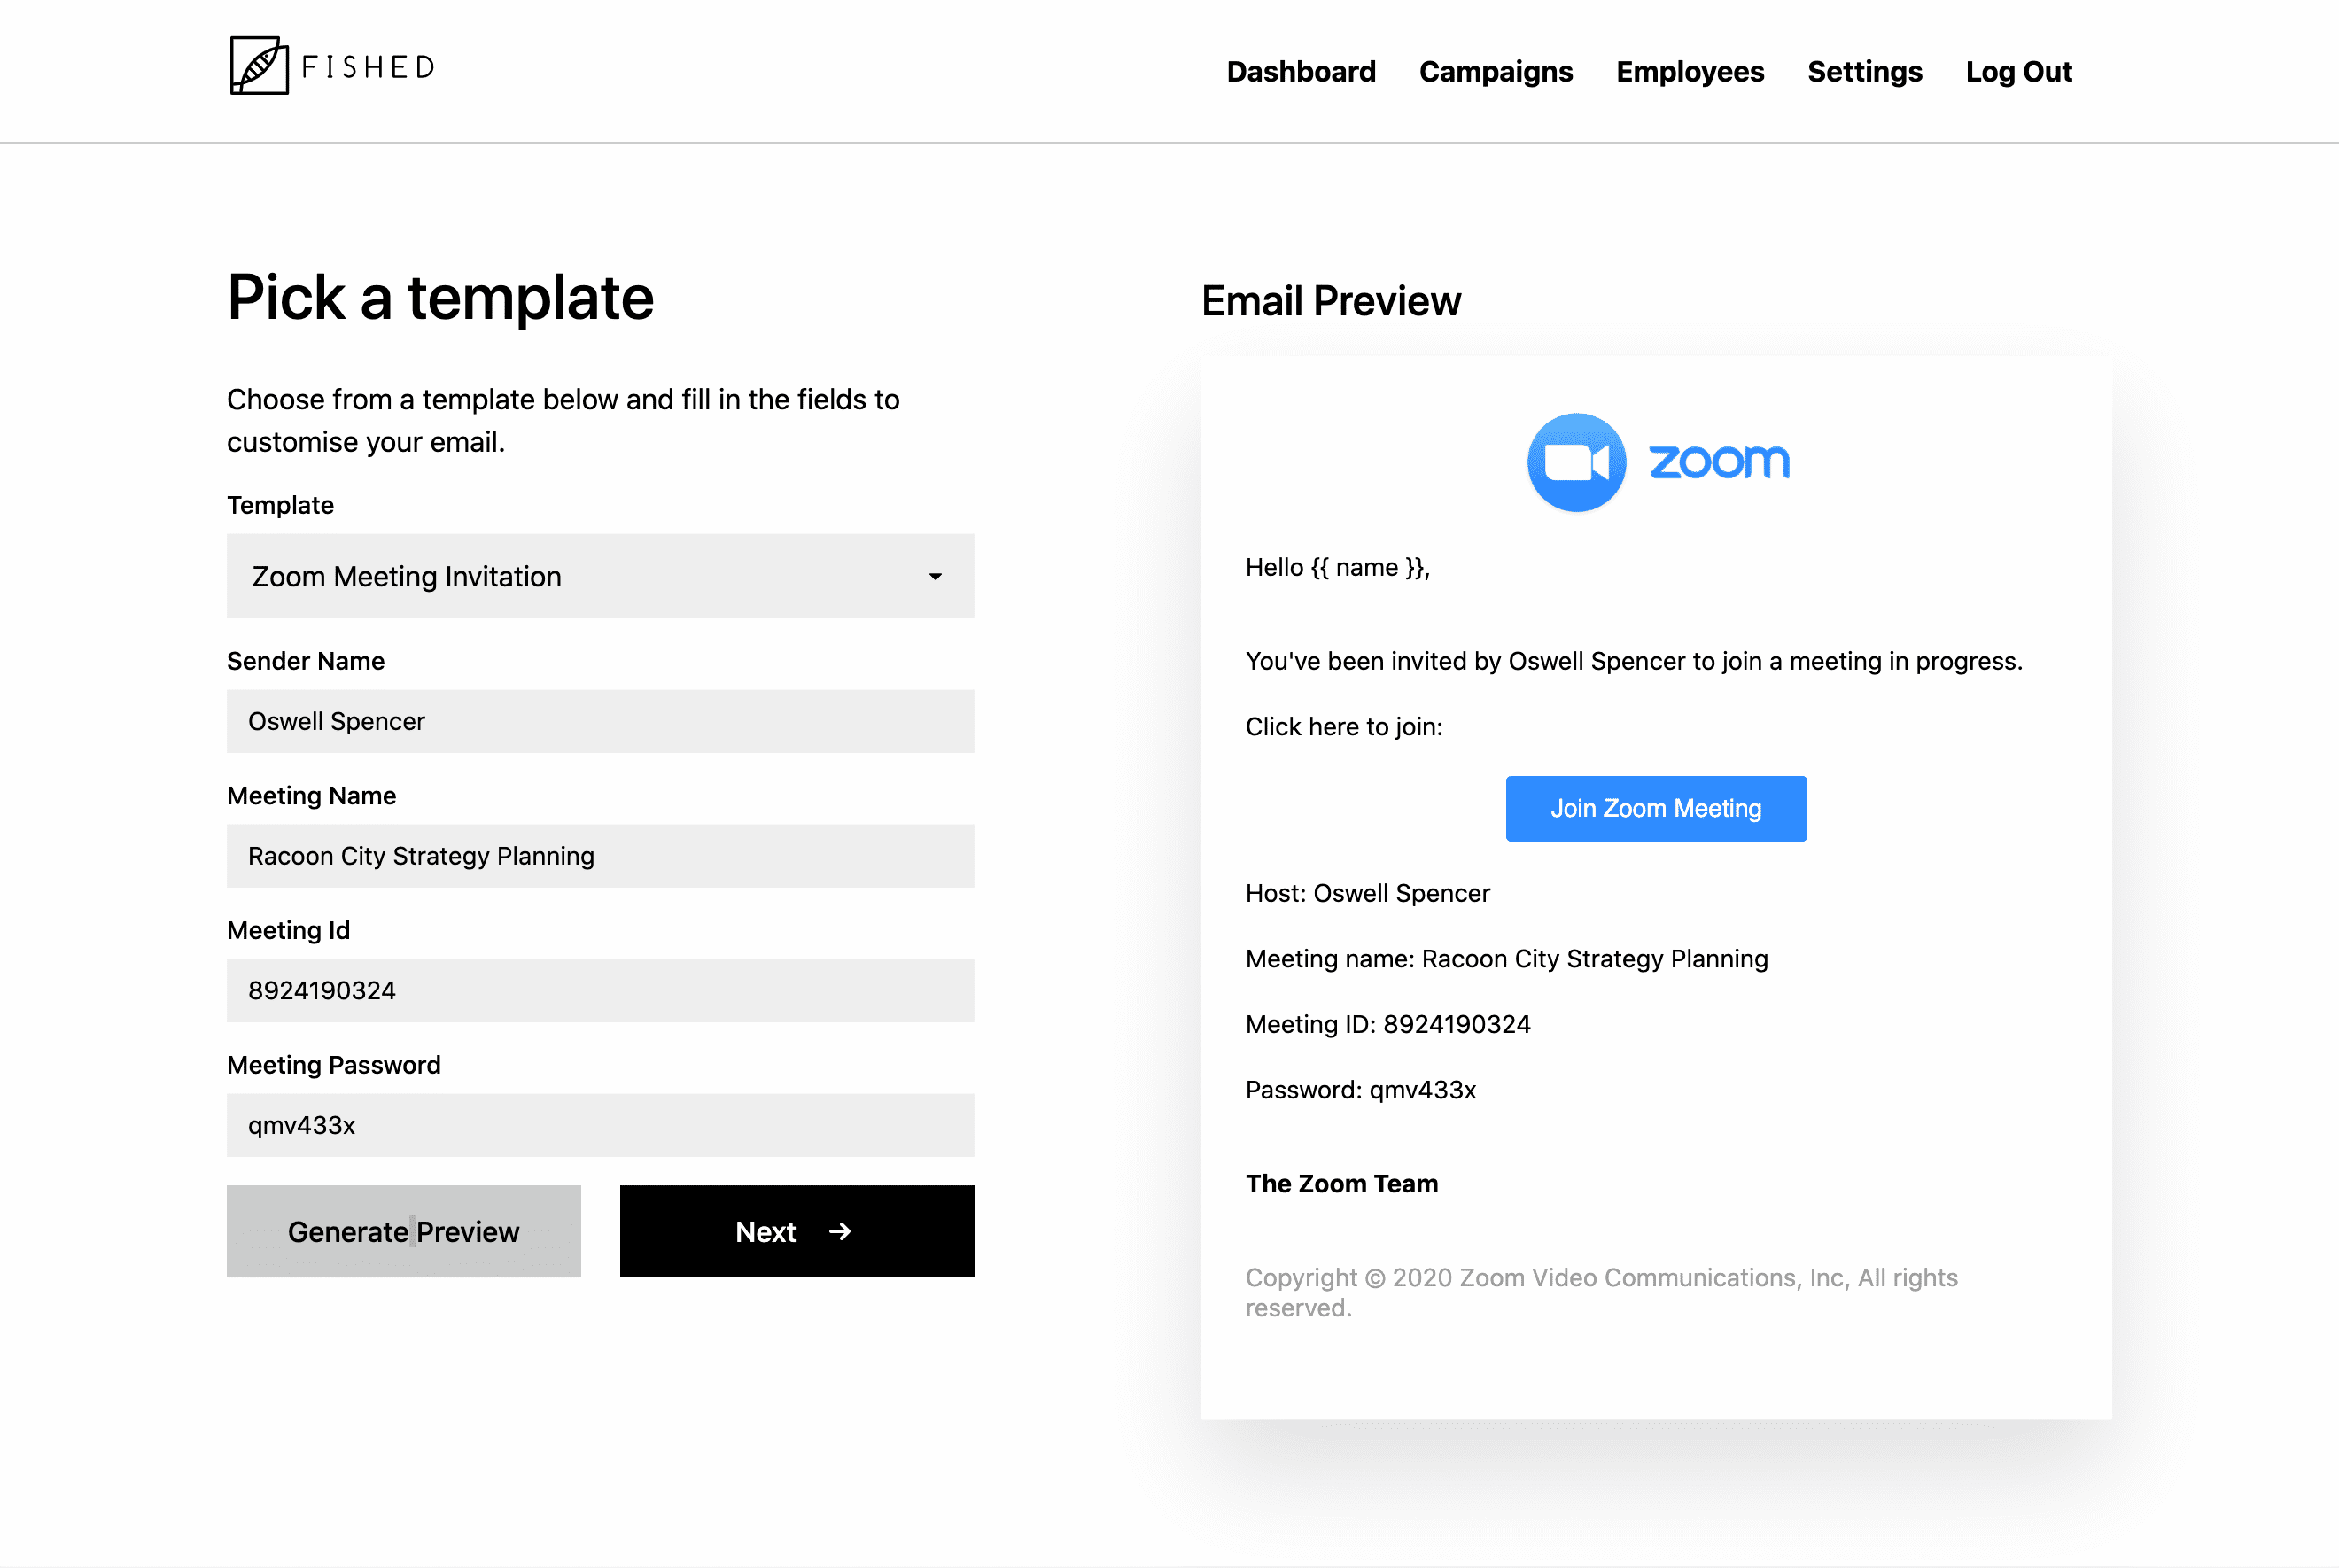 FISHED
Dashboard Campaigns Employees Settings Log Out
Pick a template
Choose from a template below and fill in the fields to
customise your email.
Template
Zoom Meeting Invitation
Sender Name
Oswell Spencer
Meeting Name
Racoon City Strategy Planning
Meeting Id
8924190324
Meeting Password
qmv433x
Generate Preview
Next →
Email Preview
zoom
Hello {{ name }},
You've been invited by Oswell Spencer to join a meeting in progress.
Click here to join:
Join Zoom Meeting
Host: Oswell Spencer
Meeting name: Racoon City Strategy Planning
Meeting ID: 8924190324
Password: qmv433x
The Zoom Team
Copyright © 2020 Zoom Video Communications, Inc, All rights
reserved.